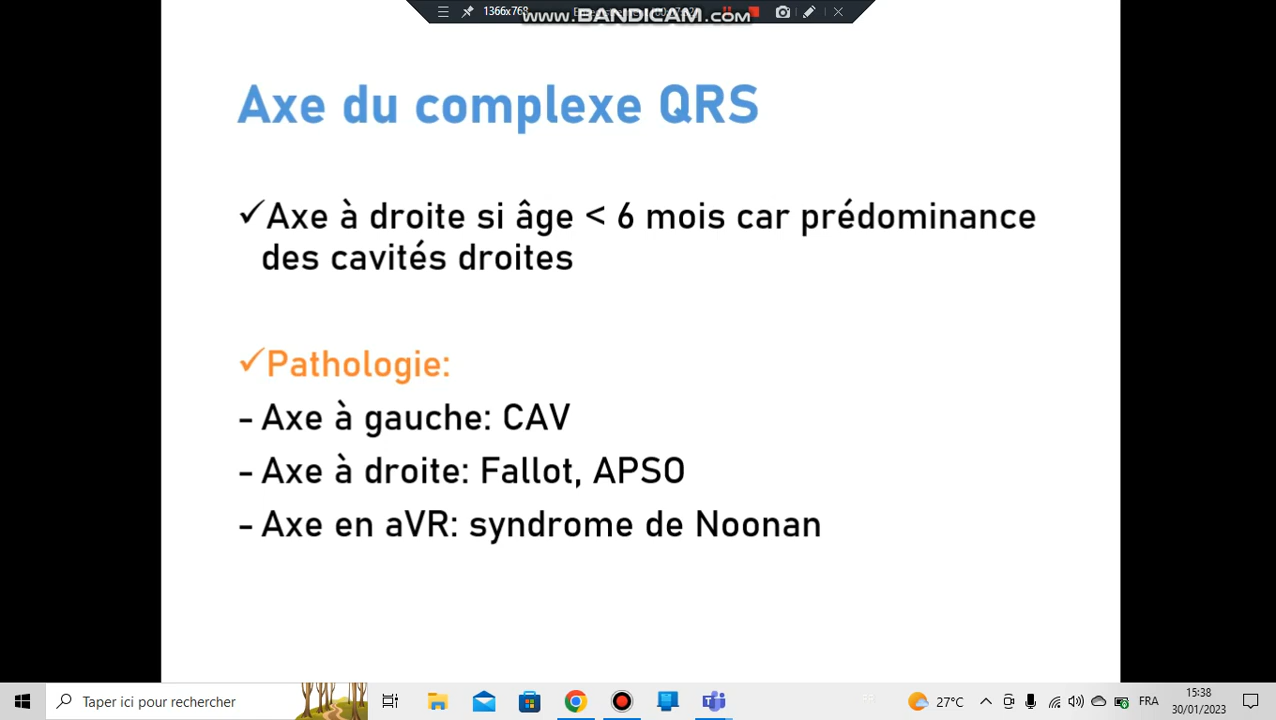 1366x768
www.BANDICAM.com
Axe du complexe QRS
✓Axe à droite si âge < 6 mois car prédominance
des cavités droites
✓Pathologie:
- Axe à gauche: CAV
- Axe à droite: Fallot, APSO
- Axe en aVR: syndrome de Noonan
Taper ici pour rechercher
27°C
FRA
15:38
30/01/2023